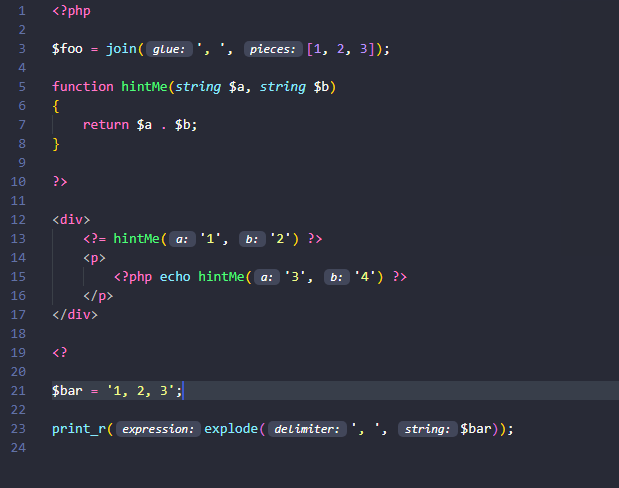 1 <?php
2
3 $foo = join( glue: ', ', pieces: [1, 2, 3]);
4
5 function hintMe(string $a, string $b)
6 {
7     return $a . $b;
8 }
9
10 ?>
11
12 <div>
13     <?= hintMe( a: '1', b: '2') ?>
14     <p>
15         <?php echo hintMe( a: '3', b: '4') ?>
16     </p>
17 </div>
18
19 <?
20
21 $bar = '1, 2, 3';
22
23 print_r( expression: explode( delimiter: ', ', string: $bar));
24